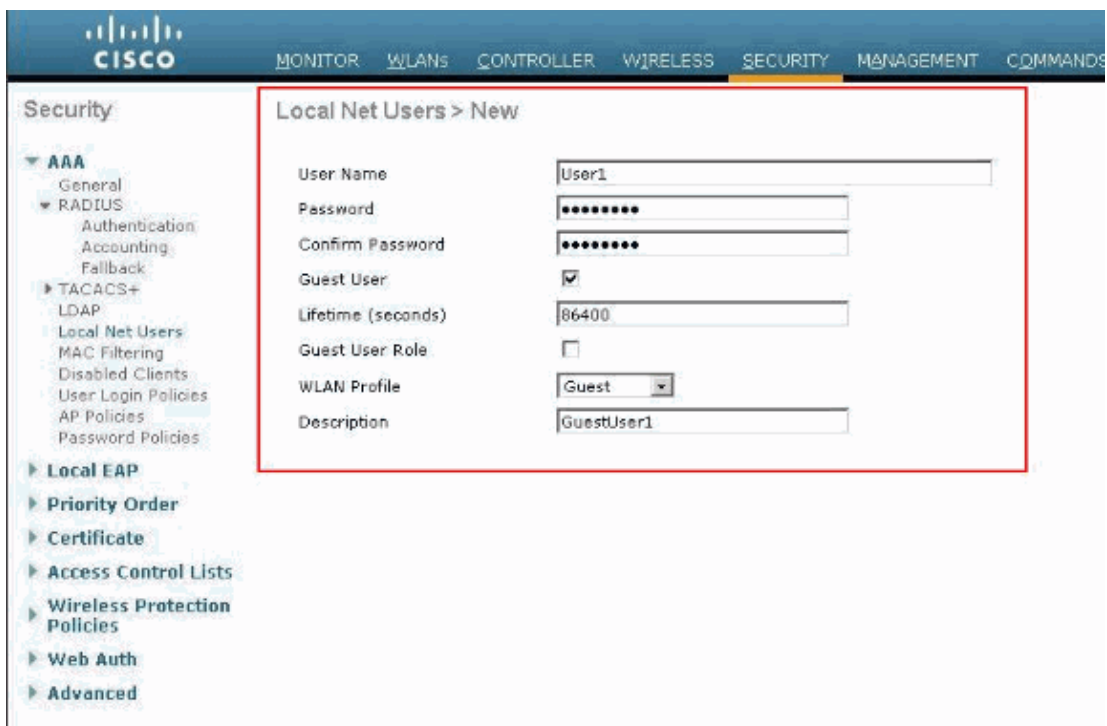 CISCO
MONITOR WLANs CONTROLLER WIRELESS SECURITY MANAGEMENT COMMANDS
Security
AAA
General
RADIUS
Authentication
Accounting
Fallback
TACACS+
LDAP
Local Net Users
MAC Filtering
Disabled Clients
User Login Policies
AP Policies
Password Policies
Local EAP
Priority Order
Certificate
Access Control Lists
Wireless Protection
Policies
Web Auth
Advanced
Local Net Users > New
User Name User1
Password ••••••••
Confirm Password ••••••••
Guest User
Lifetime (seconds) 86400
Guest User Role
WLAN Profile Guest
Description GuestUser1